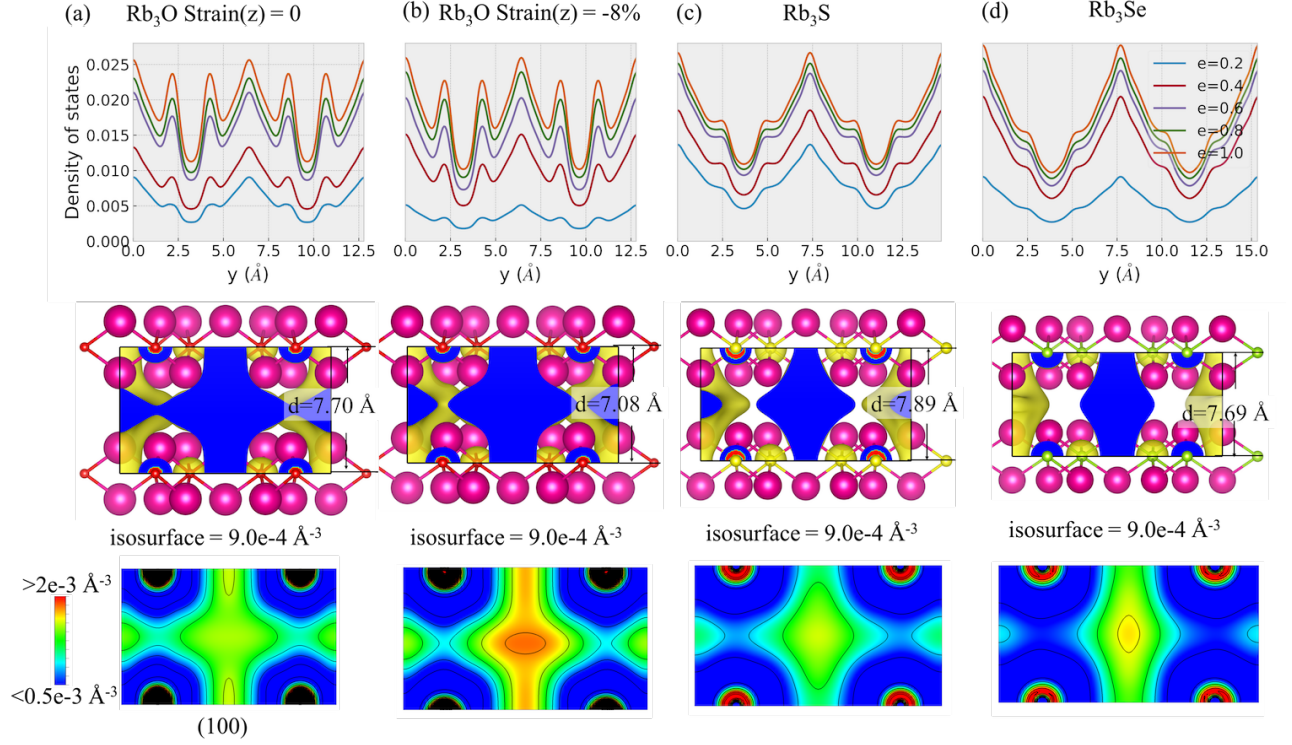 (a) Rb3O Strain(z) = 0
(b) Rb3O Strain(z) = -8%
(c) Rb3S
(d) Rb3Se
Density of states
0.025
0.020
0.015
0.010
0.005
0.000
0.0 2.5 5.0 7.5 10.0 12.5
y (Å)
0.0 2.5 5.0 7.5 10.0 12.5
y (Å)
0.0 2.5 5.0 7.5 10.0 12.5
y (Å)
e=0.2
e=0.4
e=0.6
e=0.8
e=1.0
0.0 2.5 5.0 7.5 10.0 12.5 15.0
y (Å)
d=7.70 Å
d=7.08 Å
d=7.89 Å
d=7.69 Å
isosurface = 9.0e-4 Å-3
isosurface = 9.0e-4 Å-3
isosurface = 9.0e-4 Å-3
isosurface = 9.0e-4 Å-3
>2e-3 Å-3
<0.5e-3 Å-3
(100)